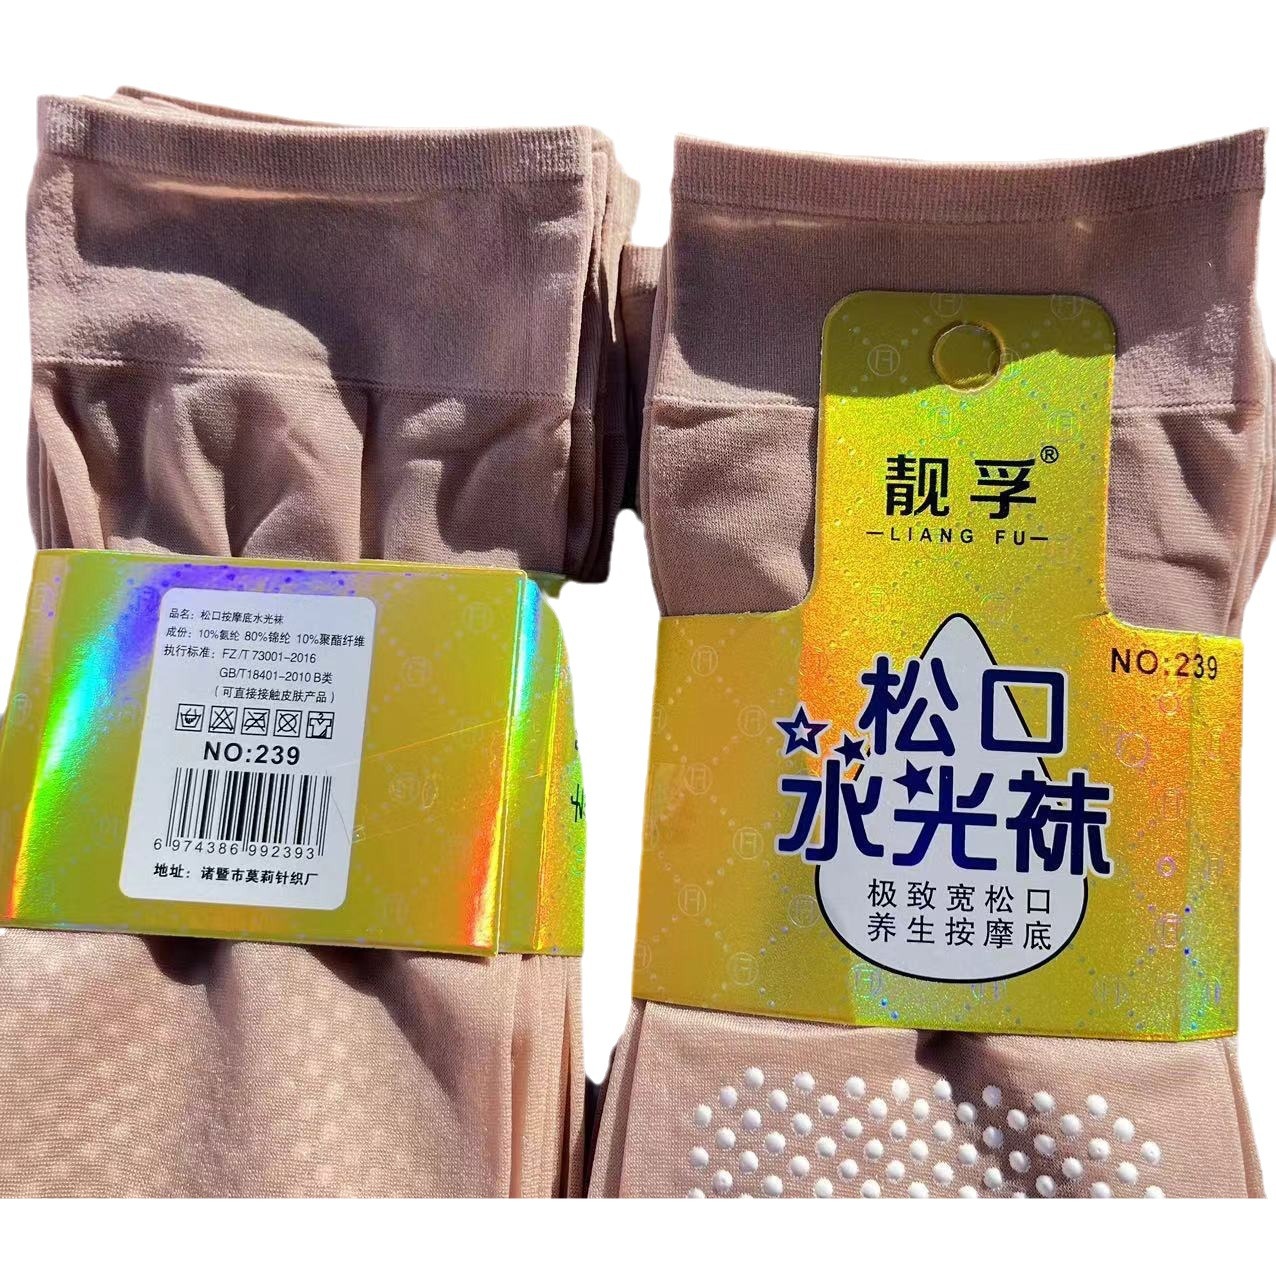 品名：松口按摩底水光袜
成份：10%氨纶 80%锦纶 10%聚酯纤维
执行标准：FZ/T 73001-2016
GB/T18401-2010 B类
（可直接接触皮肤产品）
NO:239
6 974386 992393
地址：诸暨市莫莉针织厂
靓孚®
LIANG FU
NO:239
松口
水光袜
极致宽松口
养生按摩底